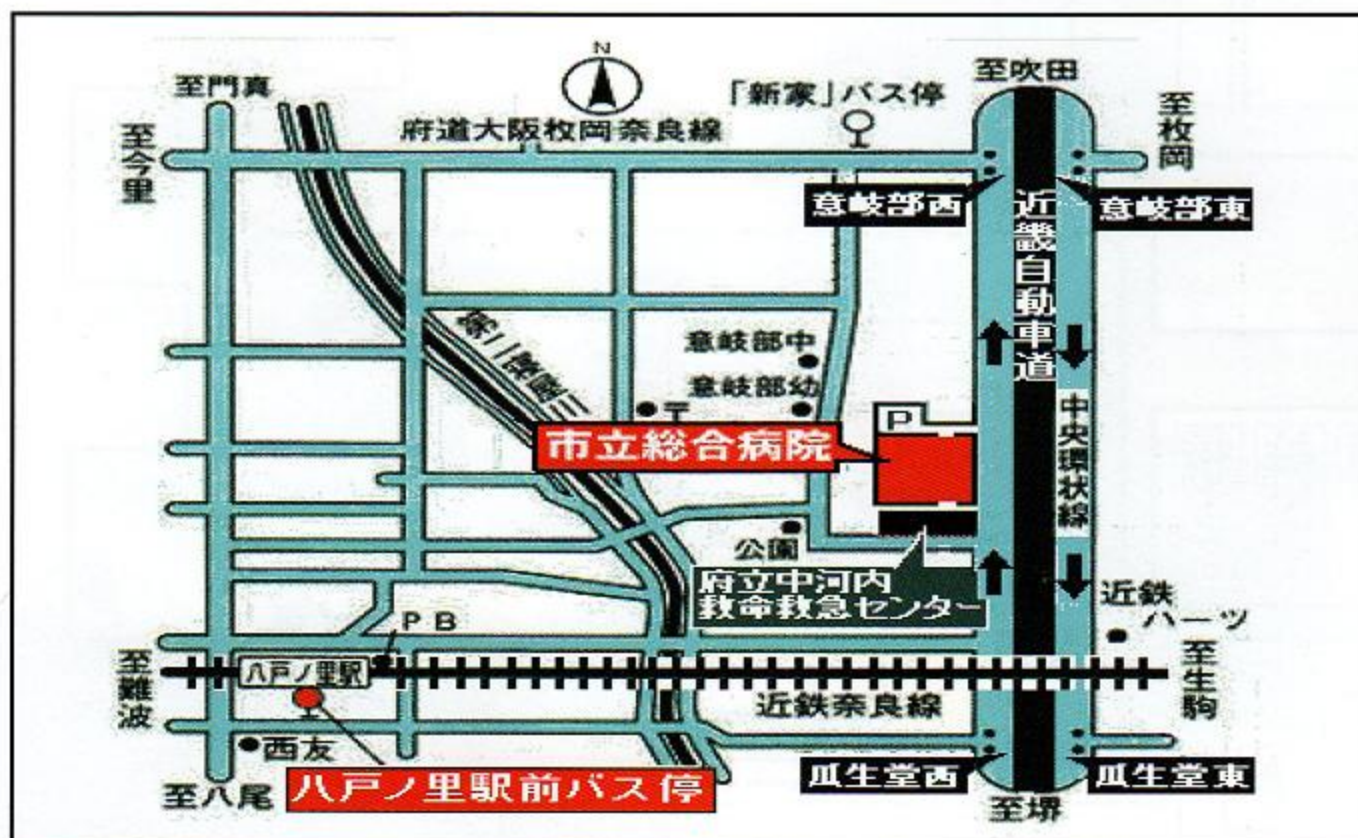 N
至門真
至吹田
「新家」バス停
至今里
府道大阪枚岡奈良線
至枚岡
意岐部西
近畿自動車道
意岐部東
意岐部中
意岐部幼
〒
P
市立総合病院
中央環状線
公園
府立中河内
救命救急センター
近鉄
ハーツ
PB
至難波
八戸ノ里駅
至生駒
近鉄奈良線
西友
八戸ノ里駅前バス停
瓜生堂西
瓜生堂東
至八尾
至堺